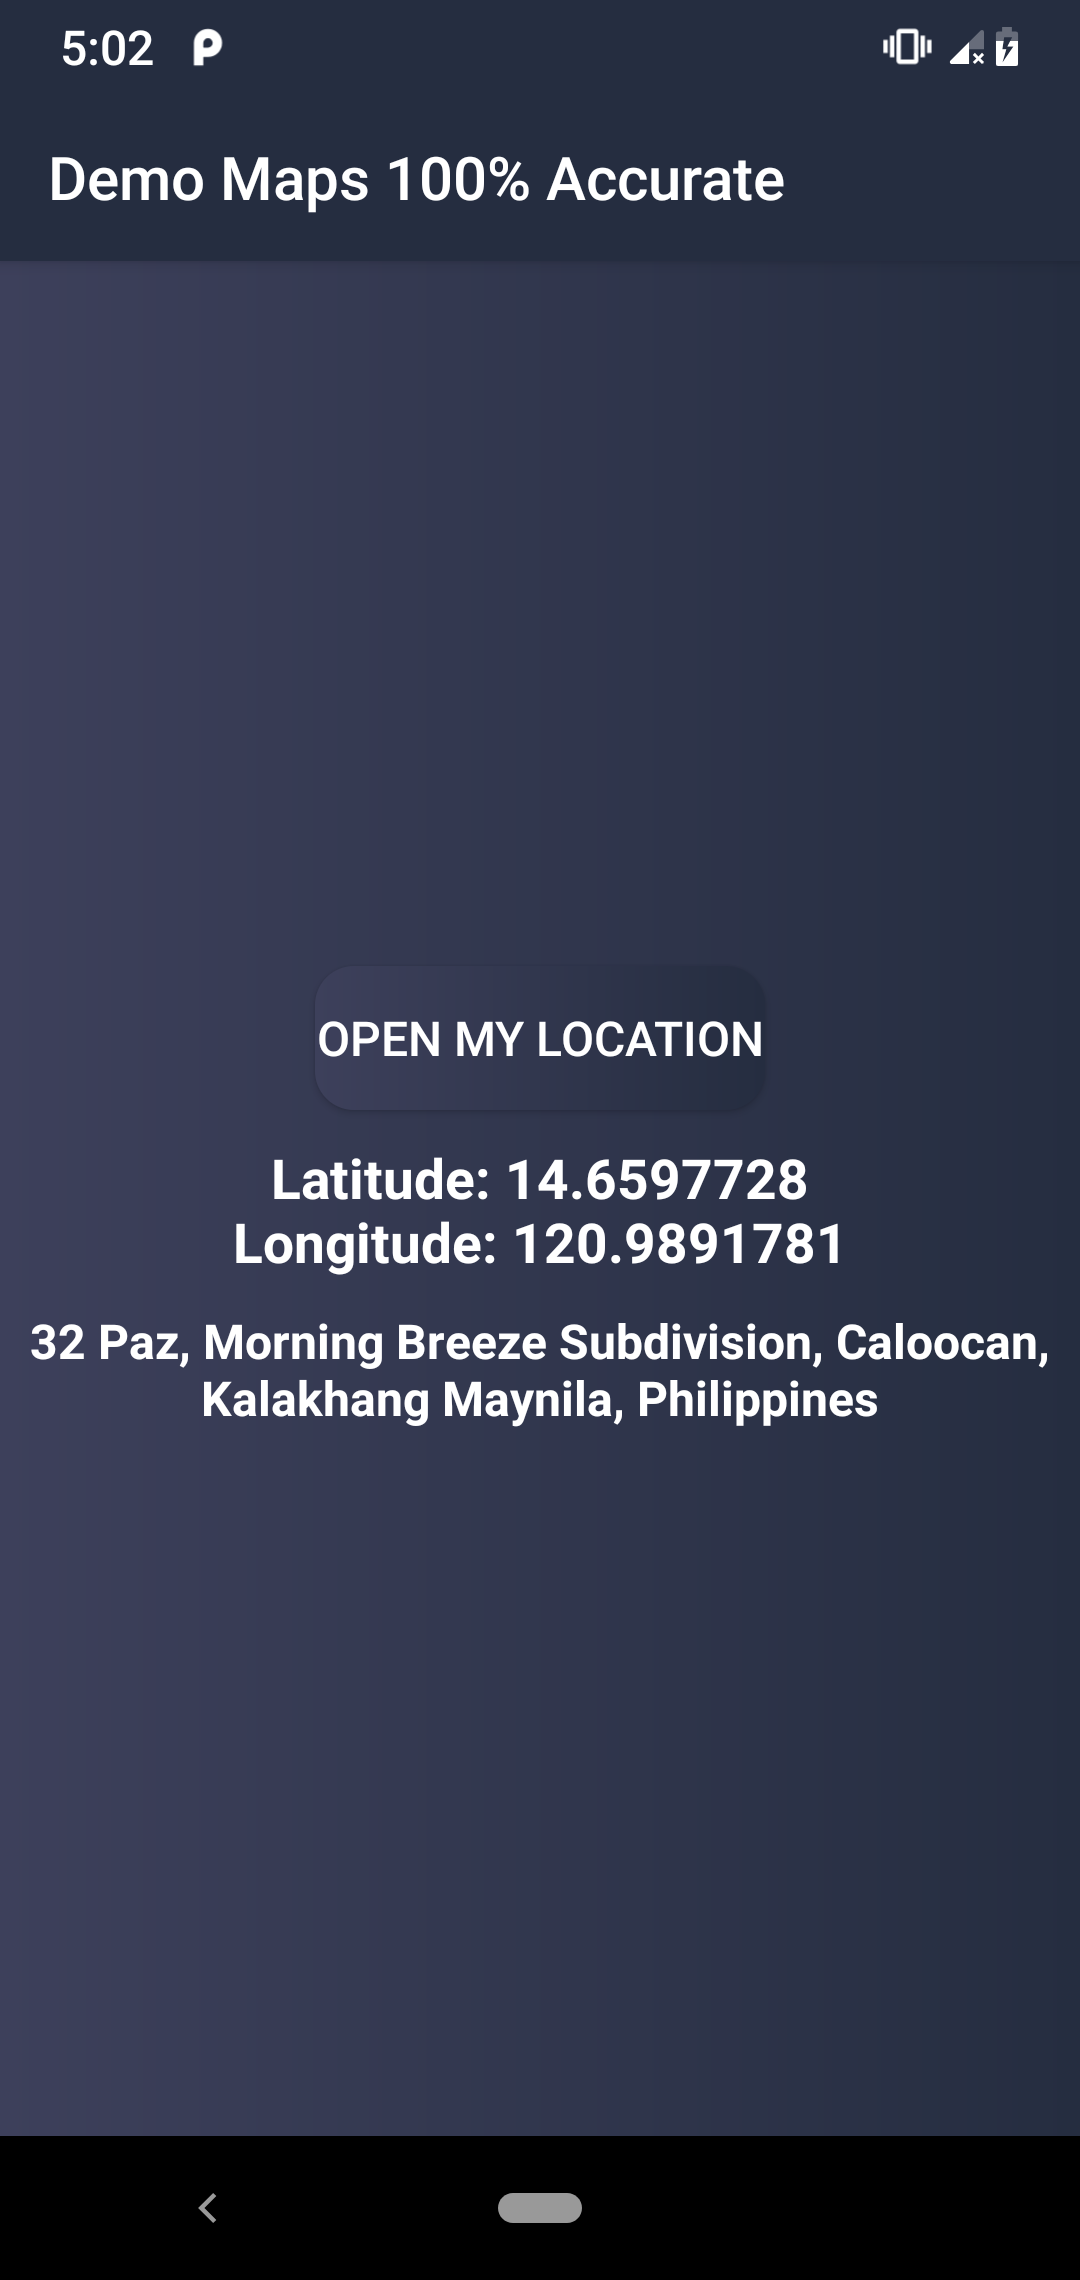 5:02
Demo Maps 100% Accurate
OPEN MY LOCATION
Latitude: 14.6597728
Longitude: 120.9891781
32 Paz, Morning Breeze Subdivision, Caloocan,
Kalakhang Maynila, Philippines